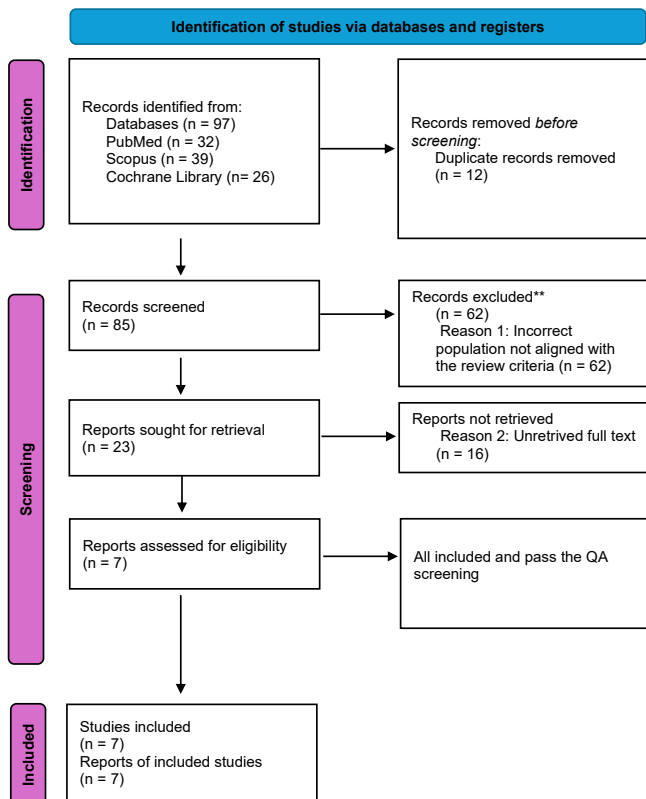 Identification of studies via databases and registers
Identification
Records identified from:
Databases (n = 97)
PubMed (n = 32)
Scopus (n = 39)
Cochrane Library (n= 26)
Records removed before
screening:
Duplicate records removed
(n = 12)
Screening
Records screened
(n = 85)
Records excluded**
(n = 62)
Reason 1: Incorrect
population not aligned with
the review criteria (n = 62)
Reports sought for retrieval
(n = 23)
Reports not retrieved
Reason 2: Unretrived full text
(n = 16)
Reports assessed for eligibility
(n = 7)
All included and pass the QA
screening
Included
Studies included
(n = 7)
Reports of included studies
(n = 7)